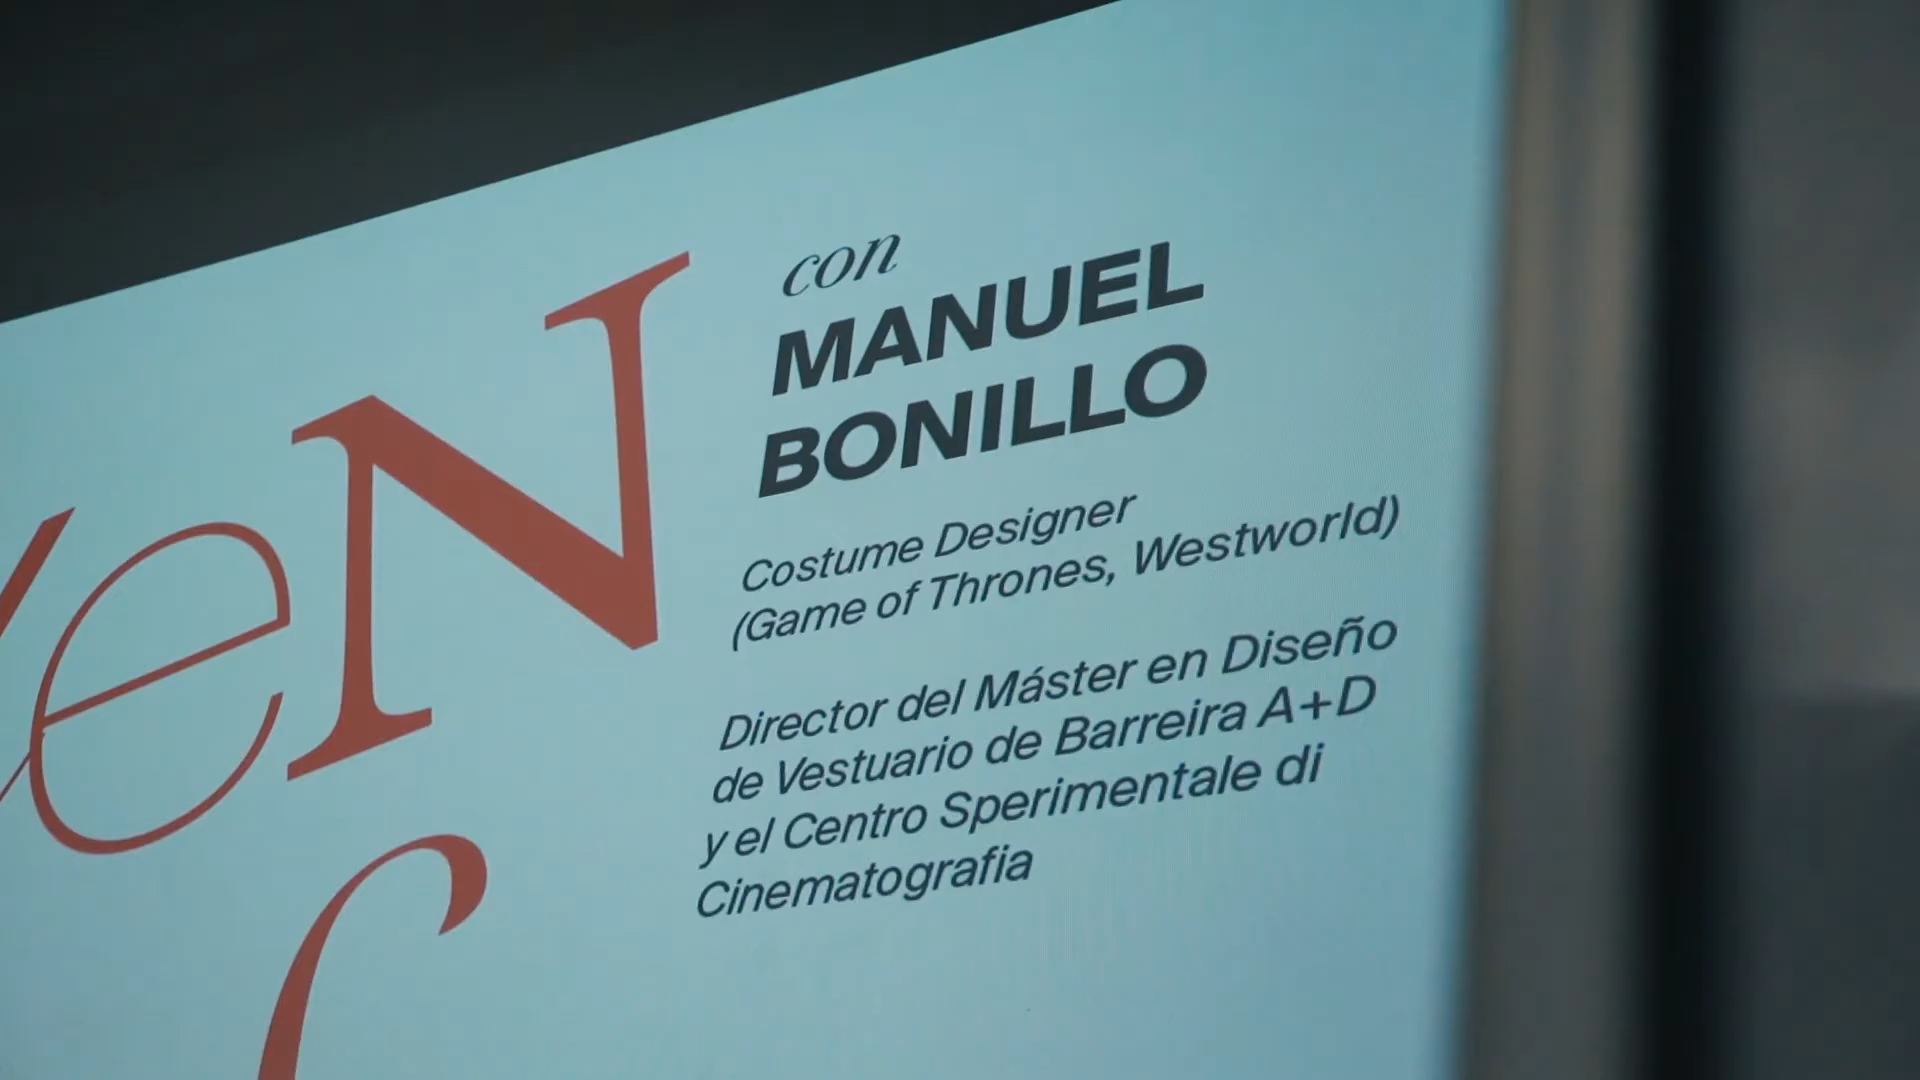 eN
con
MANUEL
BONILLO
Costume Designer
(Game of Thrones, Westworld)
Director del Máster en Diseño
de Vestuario de Barreira A+D
y el Centro Sperimentale di
Cinematografia